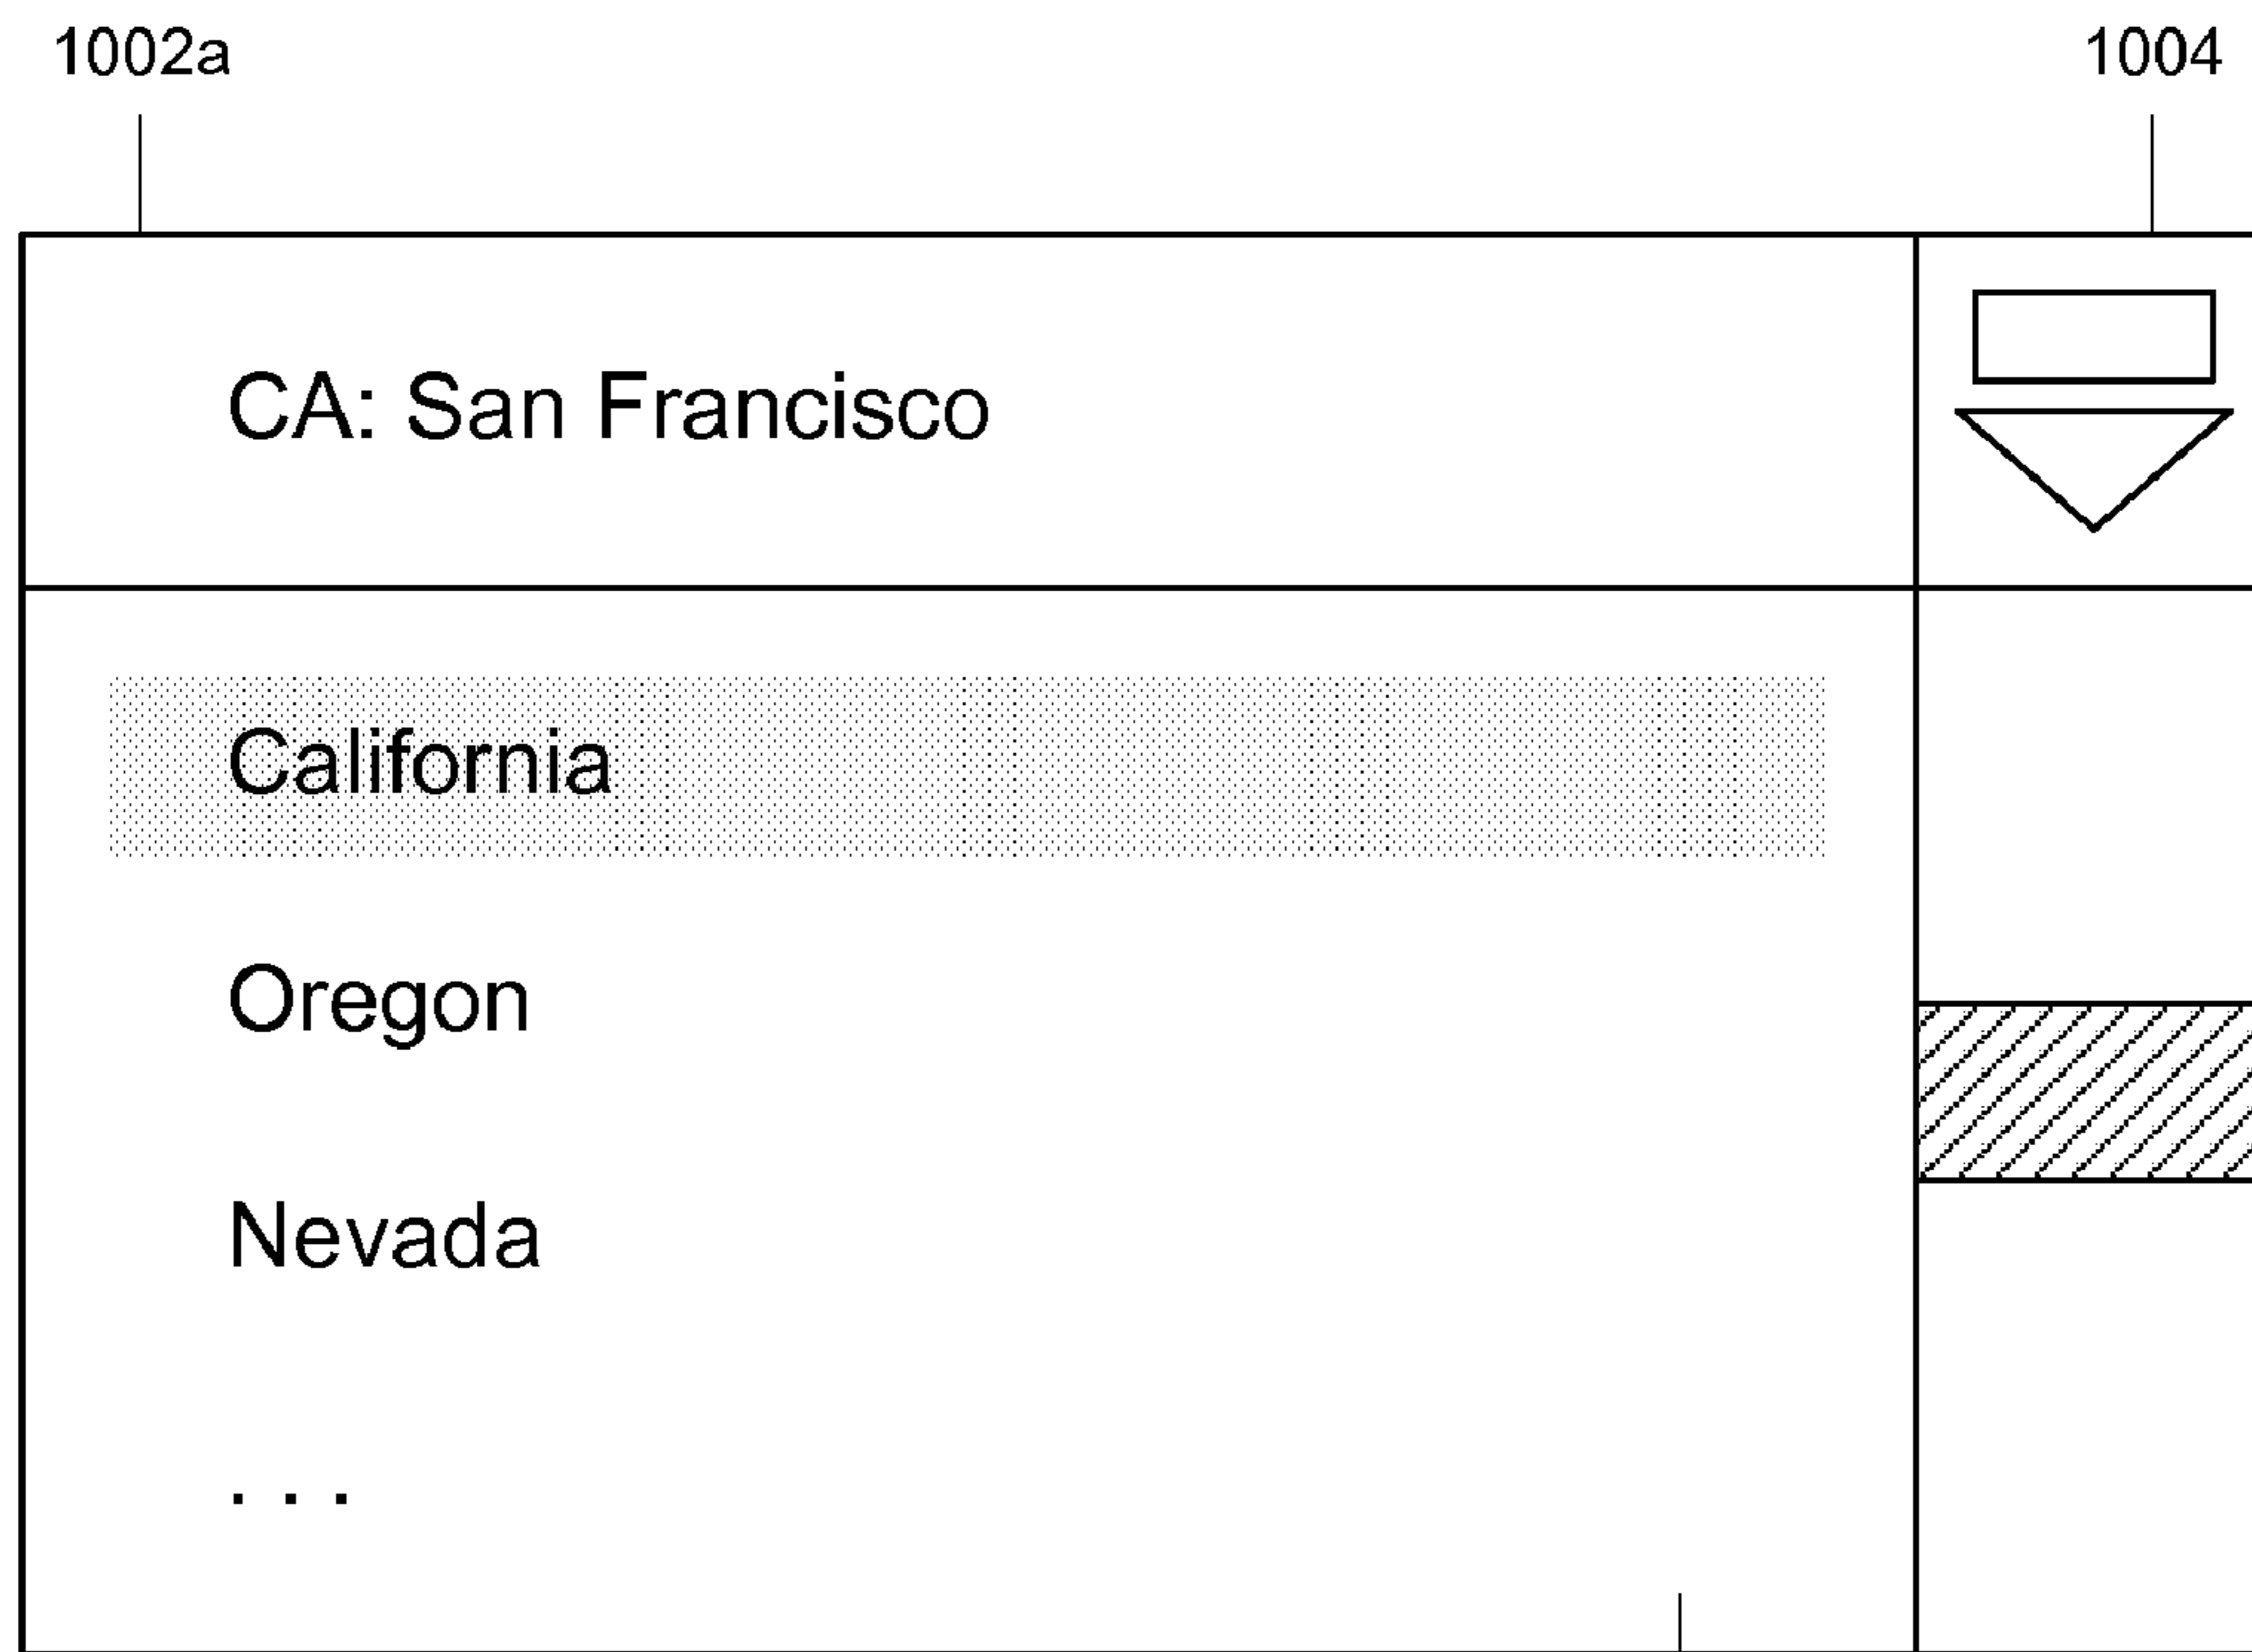 1002a 1004
CA: San Francisco
California
Oregon
Nevada
. . .